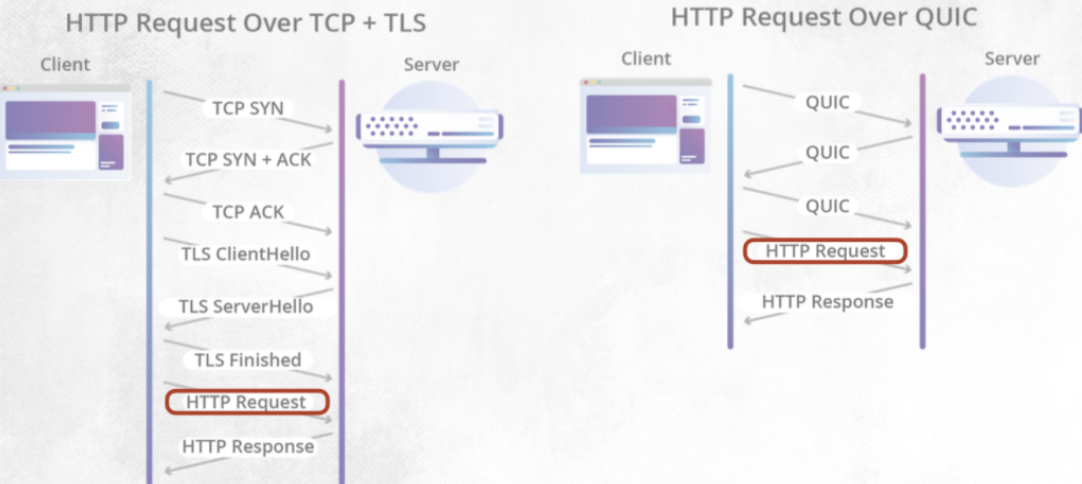 HTTP Request Over TCP + TLS
Client
Server
TCP SYN
TCP SYN + ACK
TCP ACK
TLS ClientHello
TLS ServerHello
TLS Finished
HTTP Request
HTTP Response
HTTP Request Over QUIC
Client
Server
QUIC
QUIC
QUIC
HTTP Request
HTTP Response